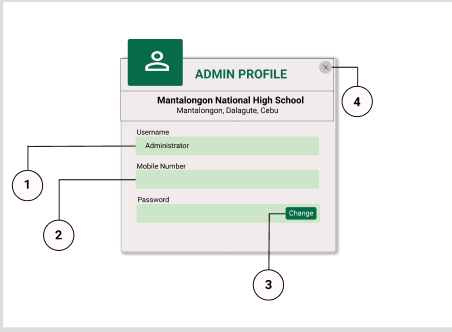 ADMIN PROFILE
Mantalongon National High School
Mantalongon, Dalagute, Cebu
Username
Administrator
Mobile Number
Password
Change
1
2
3
4